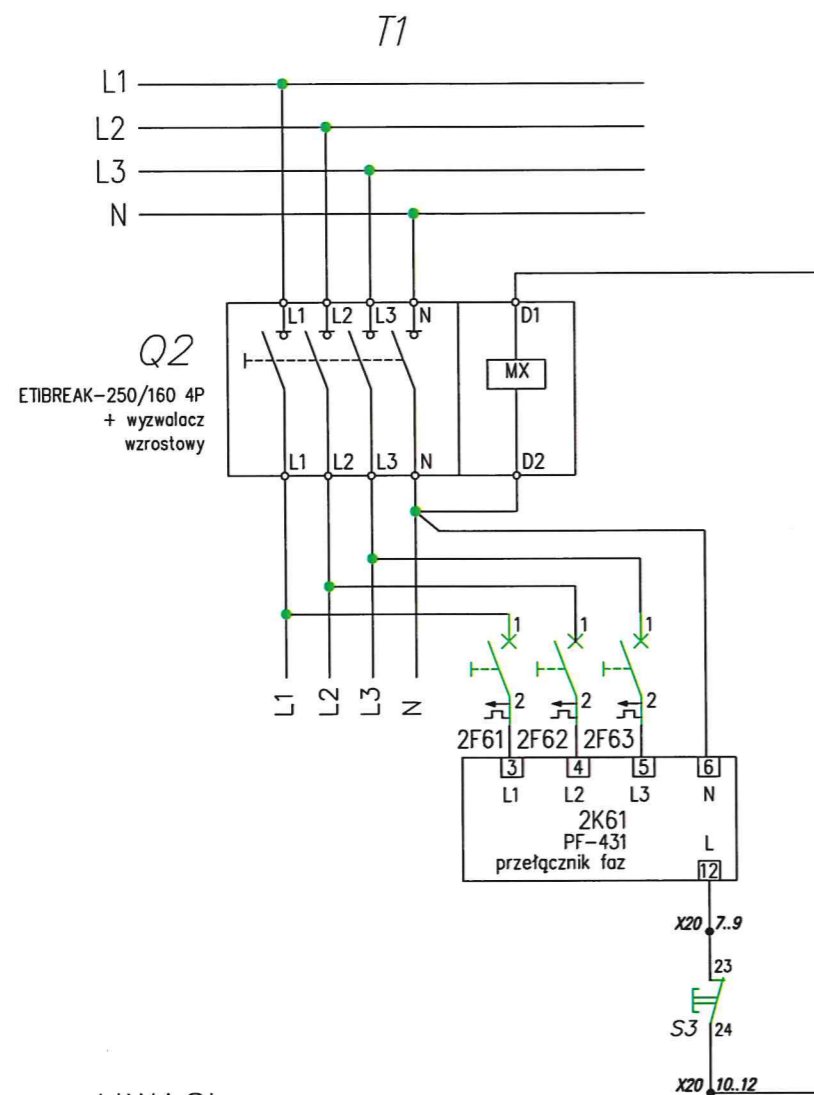 T1
L1
L2
L3
N
L1 L2 L3 N D1
Q2
MX
ETIBREAK-250/160 4P
+ wyzwalacz
wzrostowy
L1 L2 L3 N D2
1 1 1
L1 L2 L3 N
2 2 2
2F61 2F62 2F63
3 4 5 6
L1 L2 L3 N
2K61
PF-431 L
przełącznik faz
12
X20 7..9
23
S3 24
X20 10..12